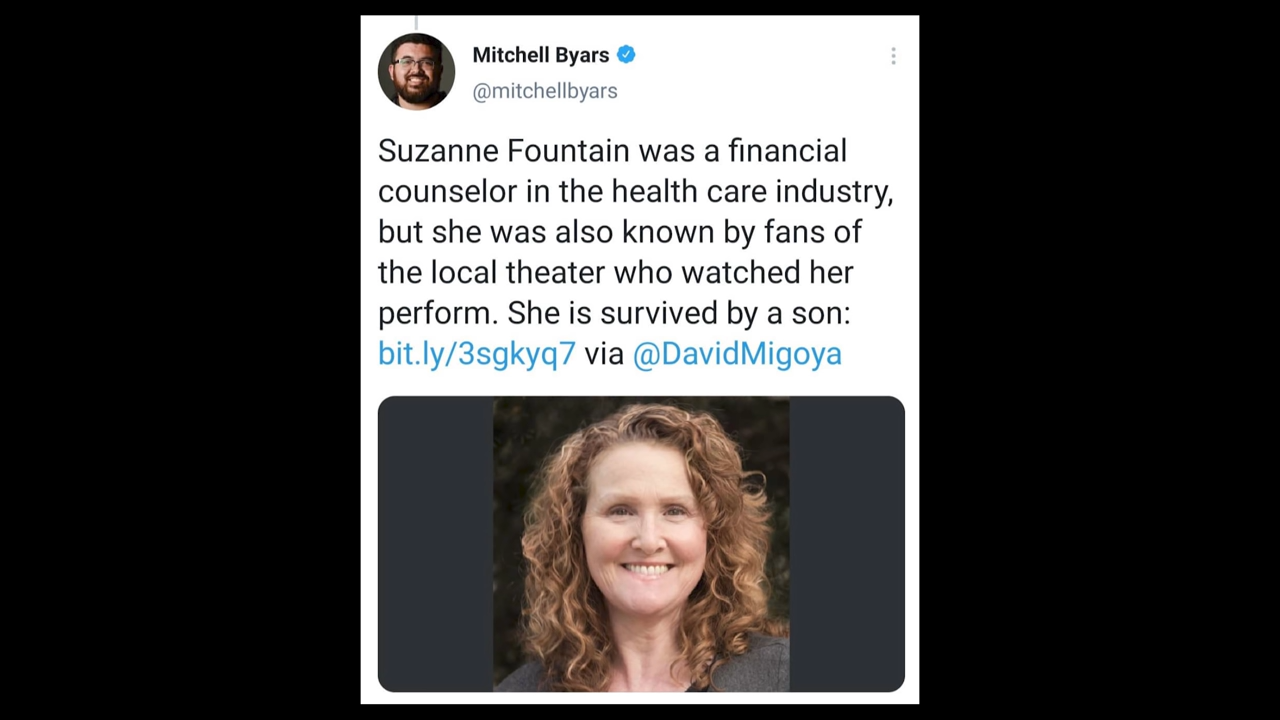 Mitchell Byars
@mitchellbyars
Suzanne Fountain was a financial
counselor in the health care industry,
but she was also known by fans of
the local theater who watched her
perform. She is survived by a son:
bit.ly/3sgkyq7 via @DavidMigoya